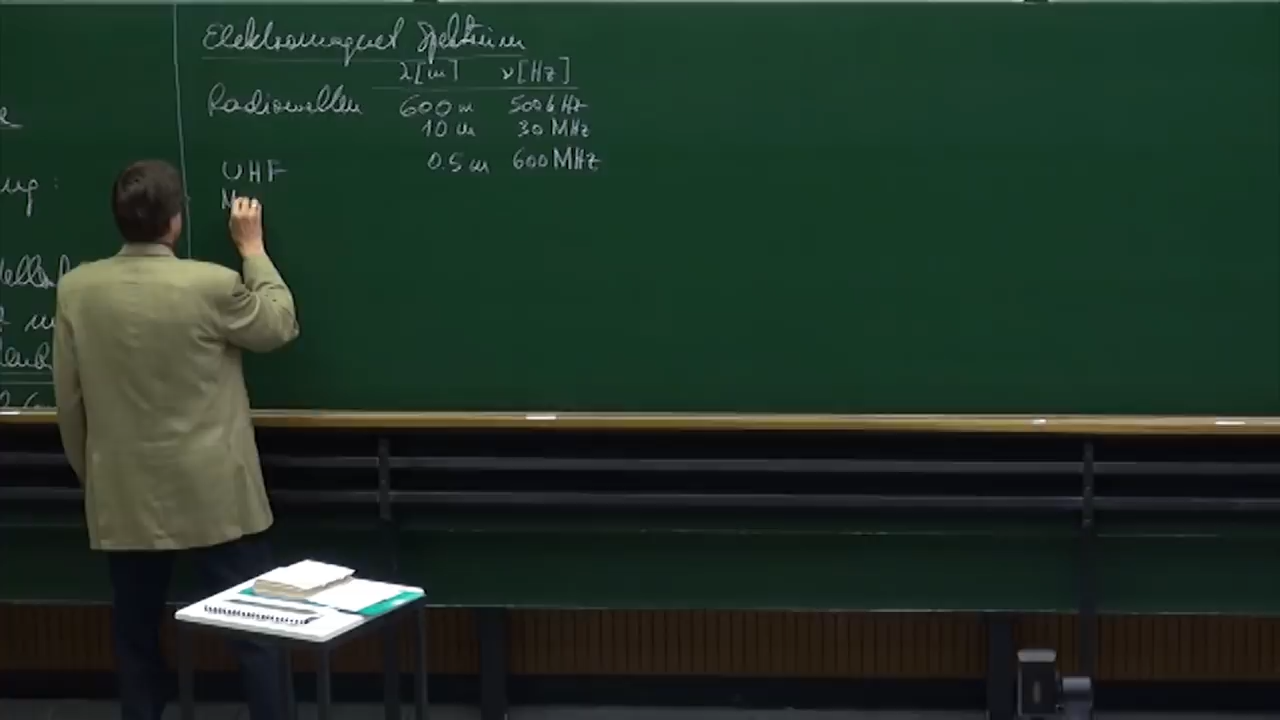 Elektromagnet Spektrum
λ[m] ν[Hz]
Radiowellen 600 m 500 kHz
10 m 30 MHz
UHF 0.5 m 600 MHz